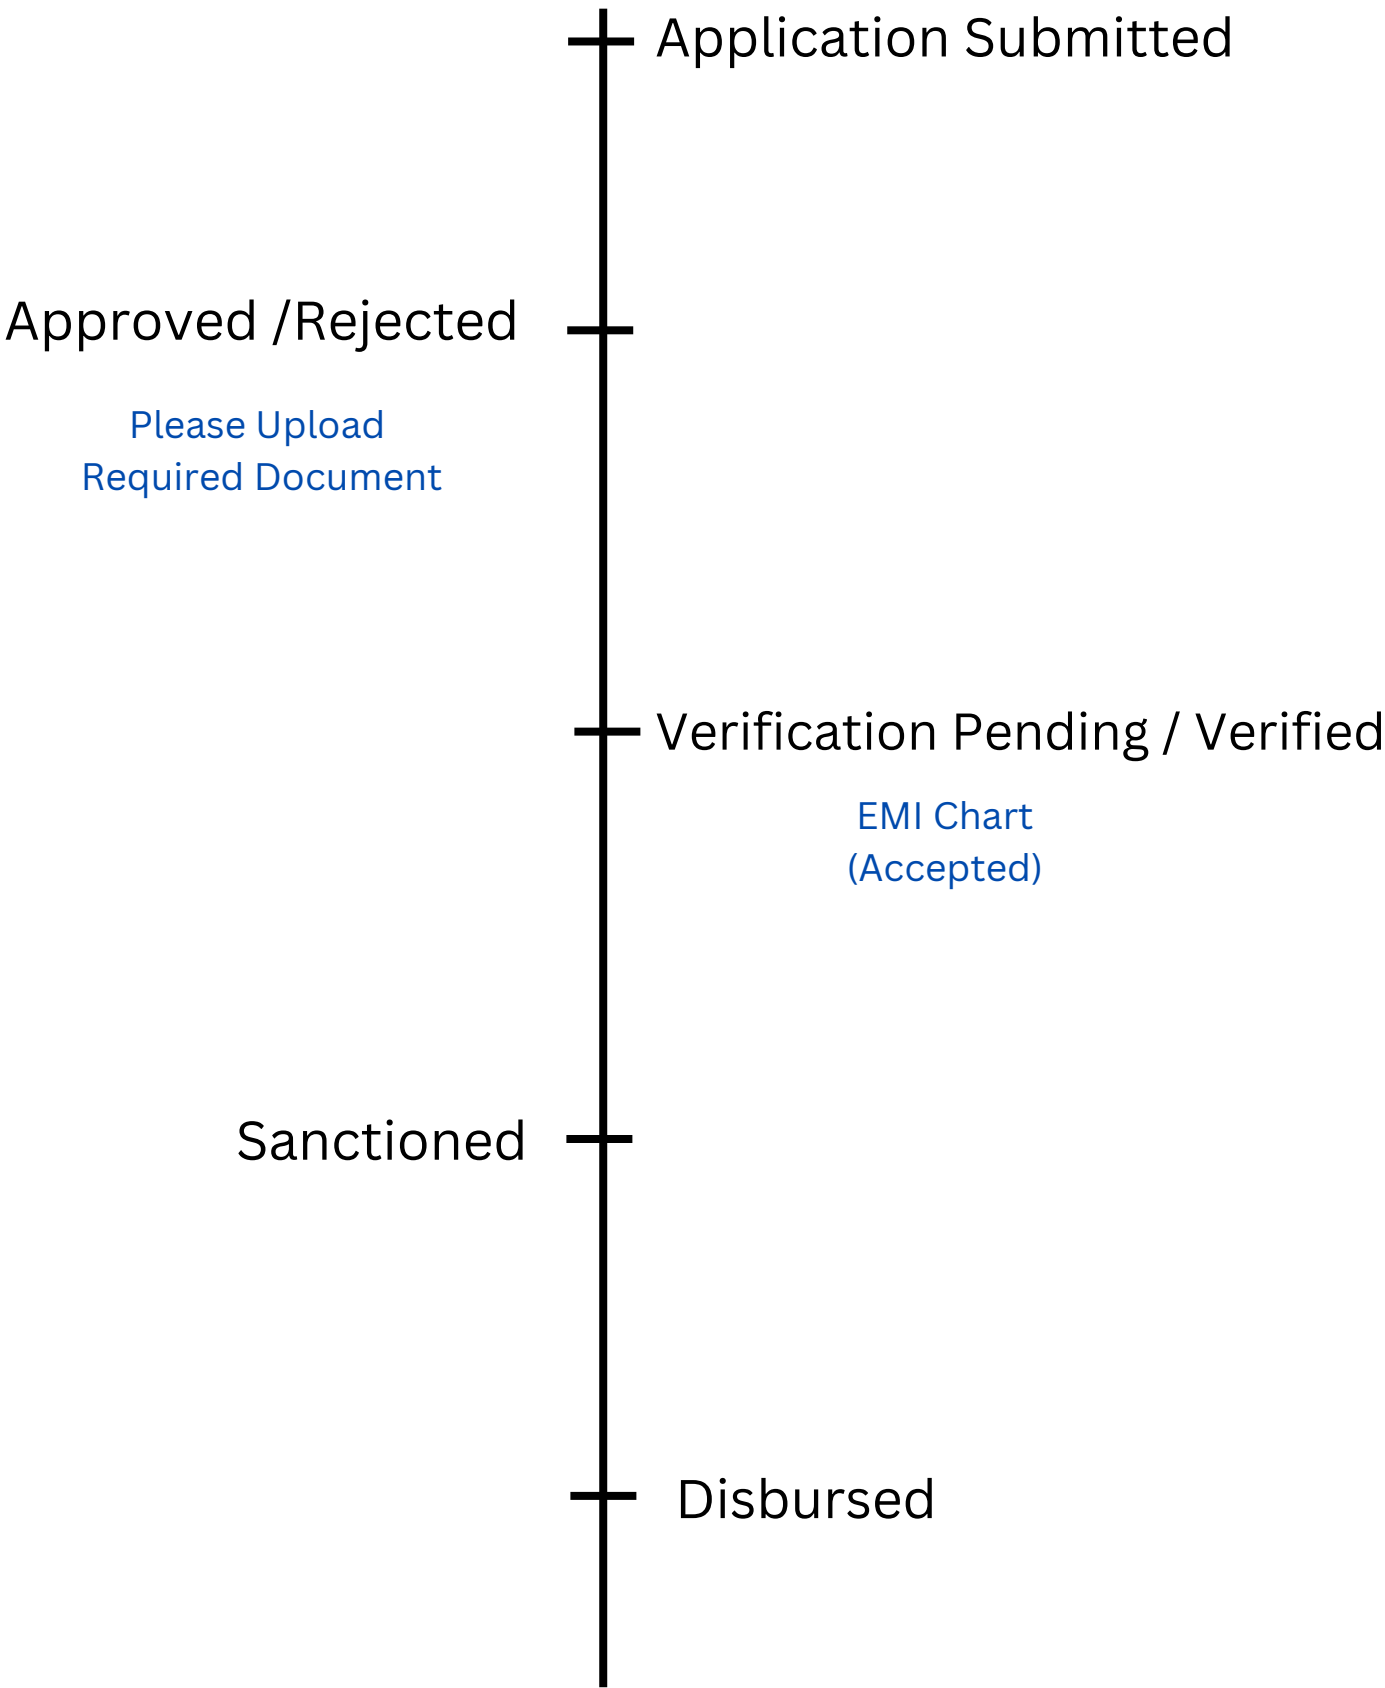 Application Submitted
Approved /Rejected
Please Upload
Required Document
Verification Pending / Verified
EMI Chart
(Accepted)
Sanctioned
Disbursed